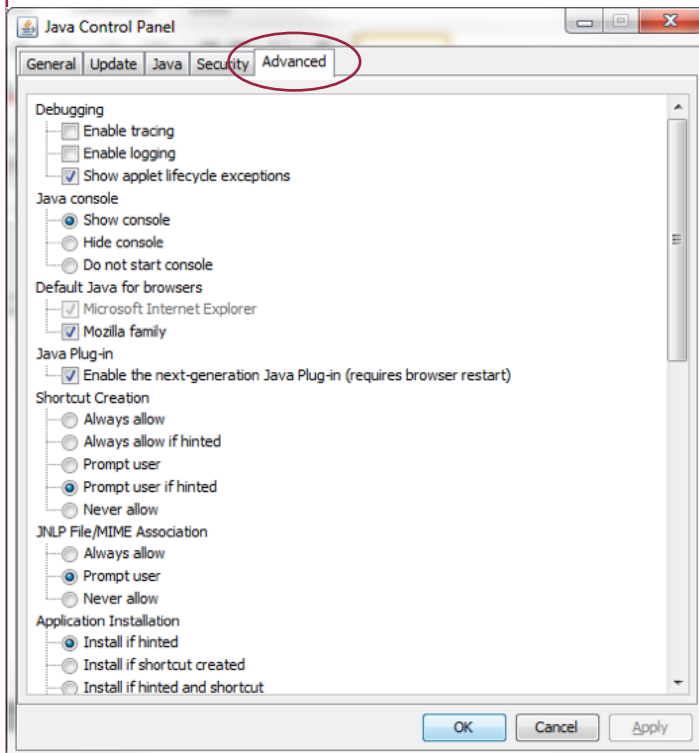 Java Control Panel
General Update Java Security Advanced
Debugging
Enable tracing
Enable logging
Show applet lifecycle exceptions
Java console
Show console
Hide console
Do not start console
Default Java for browsers
Microsoft Internet Explorer
Mozilla family
Java Plug-in
Enable the next-generation Java Plug-in (requires browser restart)
Shortcut Creation
Always allow
Always allow if hinted
Prompt user
Prompt user if hinted
Never allow
JNLP File/MIME Association
Always allow
Prompt user
Never allow
Application Installation
Install if hinted
Install if shortcut created
Install if hinted and shortcut
OK Cancel Apply